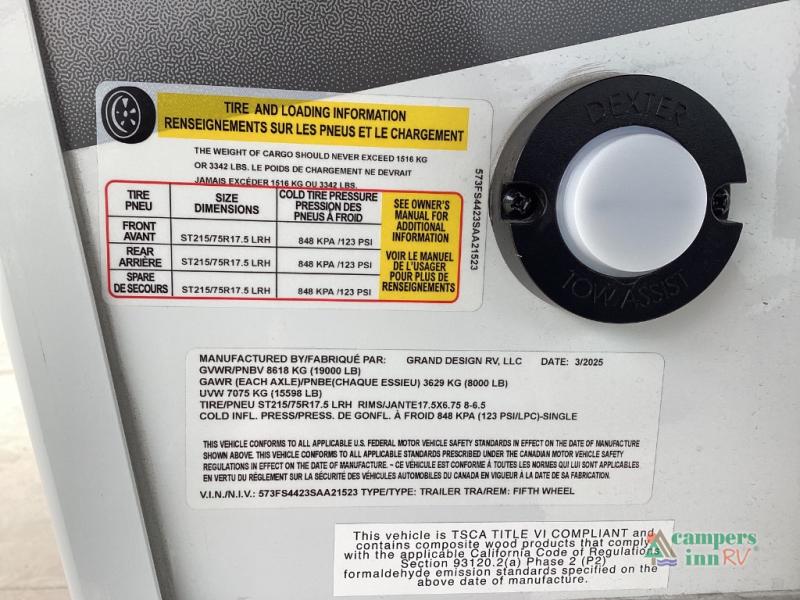 TIRE AND LOADING INFORMATION
RENSEIGNEMENTS SUR LES PNEUS ET LE CHARGEMENT
THE WEIGHT OF CARGO SHOULD NEVER EXCEED 1516 KG
OR 3342 LBS. LE POIDS DE CHARGEMENT NE DEVRAIT
JAMAIS EXCÉDER 1516 KG OU 3342 LBS.
TIRE
PNEU
SIZE
DIMENSIONS
COLD TIRE PRESSURE
PRESSION DES
PNEUS À FROID
FRONT
AVANT
ST215/75R17.5 LRH
848 KPA /123 PSI
REAR
ARRIÈRE
ST215/75R17.5 LRH
848 KPA /123 PSI
SPARE
DE SECOURS
ST215/75R17.5 LRH
848 KPA /123 PSI
SEE OWNER'S
MANUAL FOR
ADDITIONAL
INFORMATION
VOIR LE MANUEL
DE L'USAGER
POUR PLUS DE
RENSEIGNEMENTS
573FS4423SAA21523
DEXTER
TOW ASSIST
MANUFACTURED BY/FABRIQUÉ PAR: GRAND DESIGN RV, LLC DATE: 3/2025
GVWR/PNBV 8618 KG (19000 LB)
GAWR (EACH AXLE)/PNBE(CHAQUE ESSIEU) 3629 KG (8000 LB)
UVW 7075 KG (15598 LB)
TIRE/PNEU ST215/75R17.5 LRH RIMS/JANTE17.5X6.75 8-6.5
COLD INFL. PRESS/PRESS. DE GONFL. À FROID 848 KPA (123 PSI/LPC)-SINGLE
THIS VEHICLE CONFORMS TO ALL APPLICABLE U.S. FEDERAL MOTOR VEHICLE SAFETY STANDARDS IN EFFECT ON THE DATE OF MANUFACTURE
SHOWN ABOVE. THIS VEHICLE CONFORMS TO ALL APPLICABLE STANDARDS PRESCRIBED UNDER THE CANADIAN MOTOR VEHICLE SAFETY
REGULATIONS IN EFFECT ON THE DATE OF MANUFACTURE. – CE VÉHICULE EST CONFORME À TOUTES LES NORMES QUI LUI SONT APPLICABLES
EN VERTU DU RÈGLEMENT SUR LA SÉCURITÉ DES VÉHICULES AUTOMOBILES DU CANADA EN VIGUEUR À LA DATE DE SA FABRICATION.
V.I.N./N.I.V.: 573FS4423SAA21523 TYPE/TYPE: TRAILER TRA/REM: FIFTH WHEEL
This vehicle is TSCA TITLE VI COMPLIANT and
contains composite wood products that comply
with the applicable California Code of Regulations
Section 93120.2(a) Phase 2 (P2)
formaldehyde emission standards specified on the
above date of manufacture.
campers
inn RV